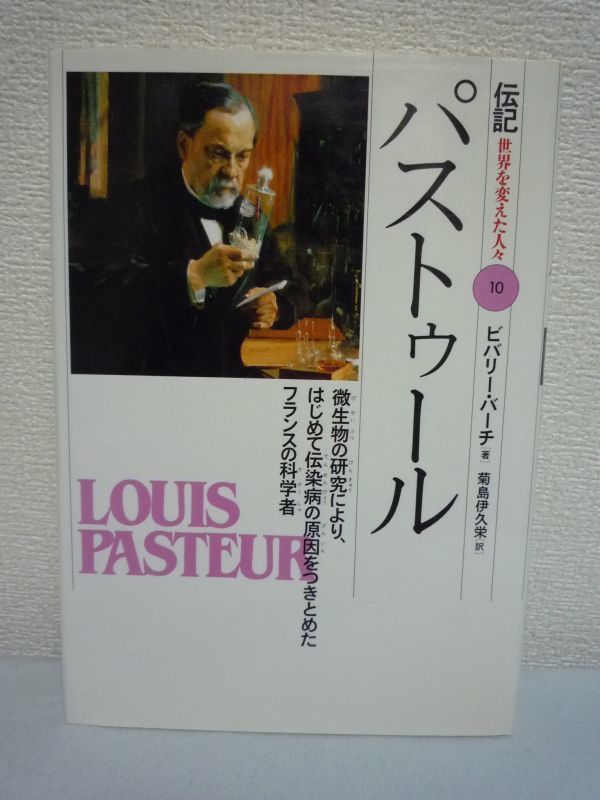 伝記 世界を変えた人々 10
ビバリー・バーチ[著] 菊島伊久栄[訳]
パストゥール
微生物の研究により、
はじめて伝染病の原因をつきとめた
フランスの科学者
LOUIS
PASTEUR